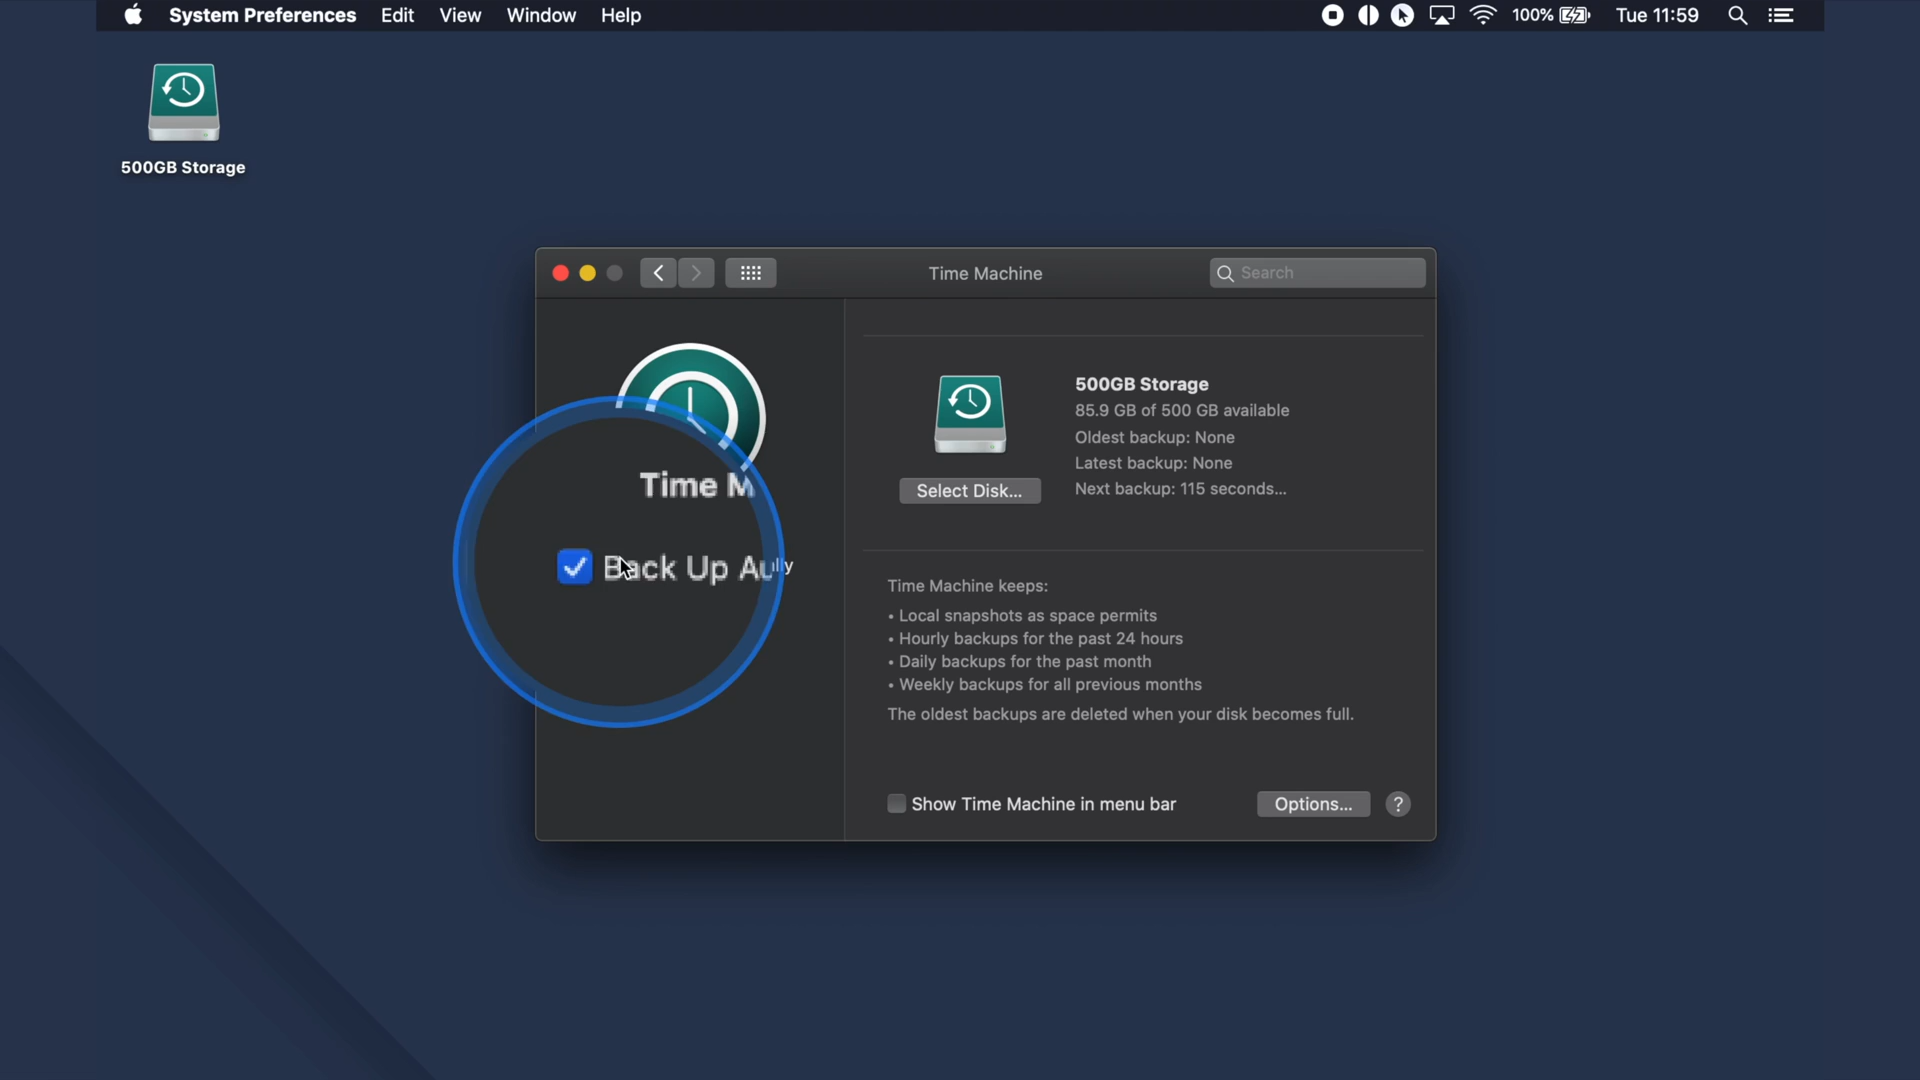 System Preferences Edit View Window Help 100% Tue 11:59
500GB Storage
Time Machine
Search
Time M
Back Up Au lly
500GB Storage
85.9 GB of 500 GB available
Oldest backup: None
Latest backup: None
Next backup: 115 seconds...
Select Disk...
Time Machine keeps:
• Local snapshots as space permits
• Hourly backups for the past 24 hours
• Daily backups for the past month
• Weekly backups for all previous months
The oldest backups are deleted when your disk becomes full.
Show Time Machine in menu bar
Options...
?